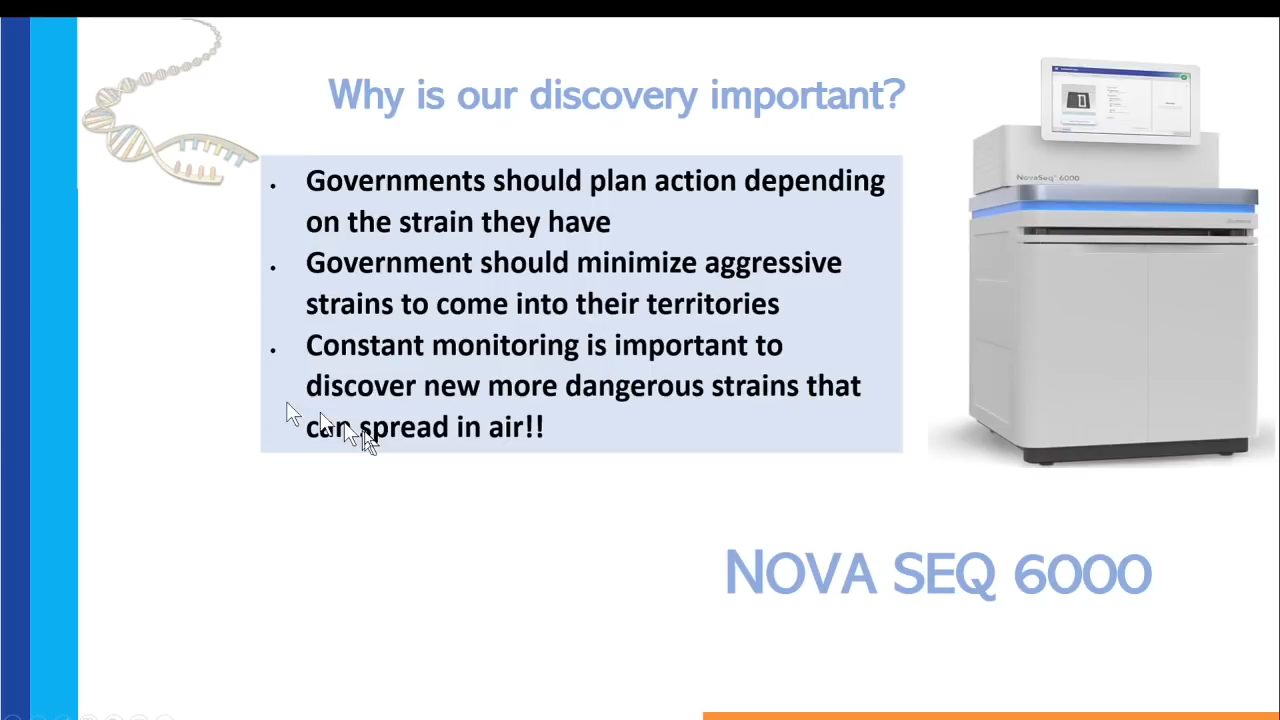 Why is our discovery important?
• Governments should plan action depending
on the strain they have
• Government should minimize aggressive
strains to come into their territories
• Constant monitoring is important to
discover new more dangerous strains that
can spread in air!!
NovaSeq™ 6000
NOVA SEQ 6000